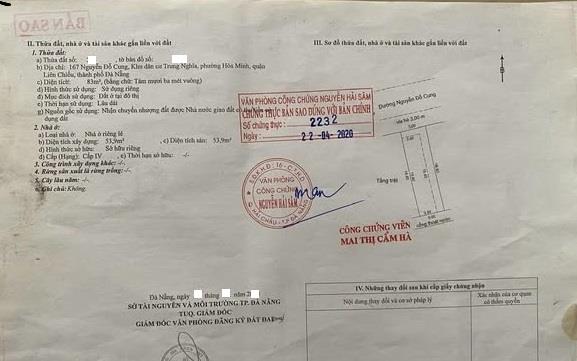 BẢN SAO
II. Thửa đất, nhà ở và tài sản khác gắn liền với đất
1. Thửa đất:
a) Thửa đất số: , tờ bản đồ số:
b) Địa chỉ: 167 Nguyễn Đỗ Cung, Khu dân cư Trung Nghĩa, phường Hòa Minh, quận
Liên Chiểu, thành phố Đà Nẵng
c) Diện tích: 83m², (bằng chữ: Tám mươi ba mét vuông)
d) Hình thức sử dụng: Sử dụng riêng
đ) Mục đích sử dụng: Đất ở tại đô thị
e) Thời hạn sử dụng: Lâu dài
g) Nguồn gốc sử dụng: Nhận chuyển nhượng đất được Nhà nước giao đất
2. Nhà ở:
a) Loại nhà ở: Nhà ở riêng lẻ
b) Diện tích xây dựng: 53,9m² , c) Diện tích sàn: 53,9m²
d) Hình thức sở hữu: Sở hữu riêng
đ) Cấp (Hạng): Cấp IV , e) Thời hạn sở hữu: -/-
3. Công trình xây dựng khác: -/-
4. Rừng sản xuất là rừng trồng: -/-
5. Cây lâu năm: -/-
6. Ghi chú: Không.
VĂN PHÒNG CÔNG CHỨNG NGUYỄN HẢI SÂM
CHỨNG THỰC BẢN SAO ĐÚNG VỚI BẢN CHÍNH
Số chứng thực: 2232
Ngày: 22-04-2020
VĂN PHÒNG
CÔNG CHỨNG
NGUYỄN HẢI SÂM
Q.HẢI CHÂU - T.P ĐÀ NẴNG
III. Sơ đồ thửa đất, nhà ở và tài sản khác gắn liền với đất
B
Đường Nguyễn Đỗ Cung
vỉa hè 3,00 m
Tầng trệt
CÔNG CHỨNG VIÊN
MAI THỊ CẨM HÀ
Đà Nẵng, ngày tháng năm 2
SỞ TÀI NGUYÊN VÀ MÔI TRƯỜNG TP. ĐÀ NẴNG
TUQ. GIÁM ĐỐC
GIÁM ĐỐC VĂN PHÒNG ĐĂNG KÝ ĐẤT ĐAI
IV. Những thay đổi sau khi cấp giấy chứng nhận
Nội dung thay đổi và cơ sở pháp lý
Xác nhận của cơ quan
có thẩm quyền